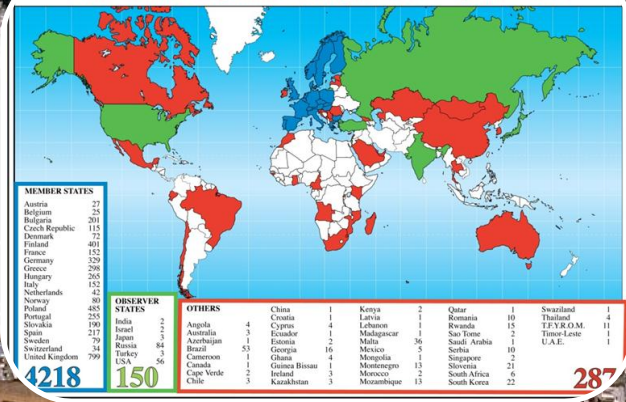 MEMBER STATES
Austria 27
Belgium 25
Bulgaria 201
Czech Republic 115
Denmark 72
Finland 401
France 152
Germany 329
Greece 298
Hungary 265
Italy 152
Netherlands 42
Norway 80
Poland 485
Portugal 255
Slovakia 190
Spain 217
Sweden 79
Switzerland 34
United Kingdom 799
4218
OBSERVER
STATES
India 2
Israel 2
Japan 3
Russia 84
Turkey 3
USA 56
150
OTHERS
Angola 4
Australia 3
Azerbaijan 1
Brazil 53
Cameroon 1
Canada 1
Cape Verde 2
Chile 3
China 1
Croatia 1
Cyprus 4
Ecuador 1
Estonia 2
Georgia 16
Ghana 4
Guinea Bissau 1
Ireland 3
Kazakhstan 3
Kenya 2
Latvia 1
Lebanon 1
Madagascar 1
Malta 36
Mexico 5
Mongolia 1
Montenegro 13
Morocco 2
Mozambique 13
Qatar 1
Romania 10
Rwanda 15
Sao Tome 2
Saudi Arabia 1
Serbia 10
Singapore 2
Slovenia 21
South Africa 6
South Korea 22
Swaziland 1
Thailand 4
T.F.Y.R.O.M. 11
Timor-Leste 1
U.A.E. 1
287